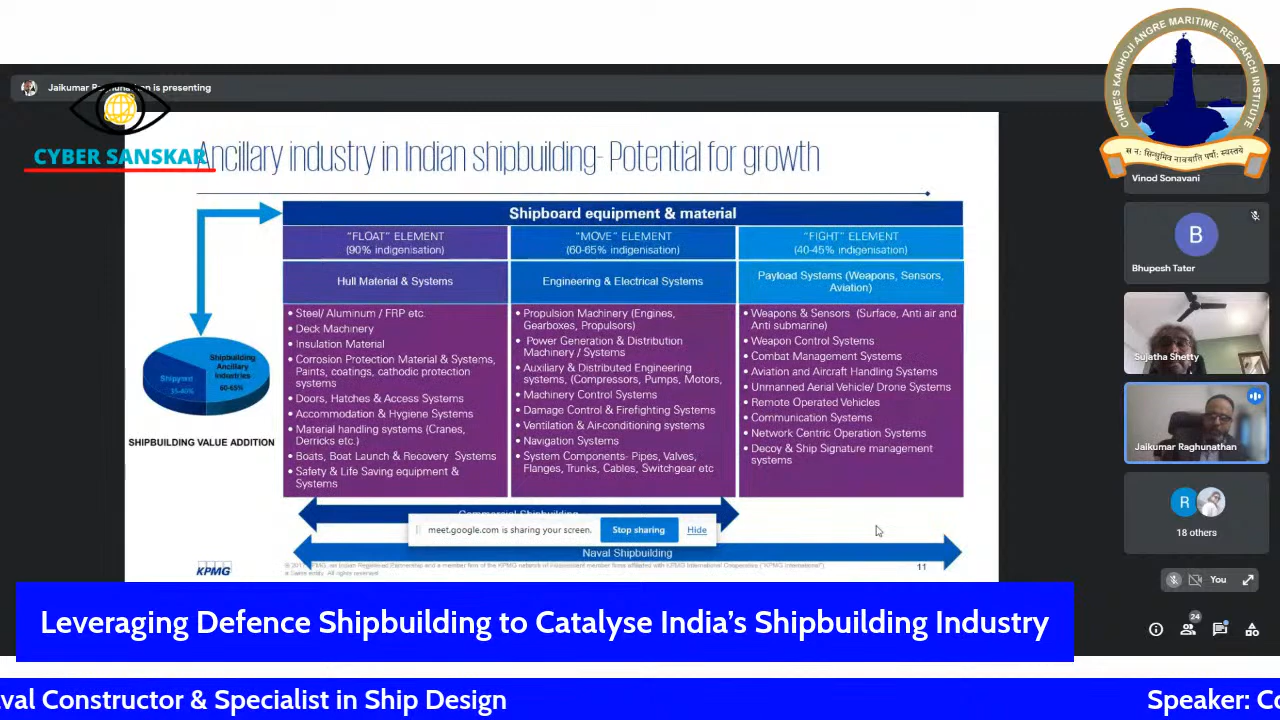 CHME'S KANHOJI ANGRE MARITIME RESEARCH INSTITUTE
Jaikumar Raghunathan is presenting
CYBER SANSKAR
Ancillary industry in Indian shipbuilding- Potential for growth
Vinod Sonavani
Shipboard equipment & material
"FLOAT" ELEMENT
(90% indigenisation)
Hull Material & Systems
• Steel/ Aluminum / FRP etc.
• Deck Machinery
• Insulation Material
• Corrosion Protection Material & Systems,
Paints, coatings, cathodic protection
systems
• Doors, Hatches & Access Systems
• Accommodation & Hygiene Systems
• Material handling systems (Cranes,
Derricks etc.)
• Boats, Boat Launch & Recovery Systems
• Safety & Life Saving equipment &
Systems
"MOVE" ELEMENT
(60-65% indigenisation)
Engineering & Electrical Systems
• Propulsion Machinery (Engines,
Gearboxes, Propulsors)
• Power Generation & Distribution
Machinery / Systems
• Auxiliary & Distributed Engineering
systems, (Compressors, Pumps, Motors,
• Machinery Control Systems
• Damage Control & Firefighting Systems
• Ventilation & Air-conditioning systems
• Navigation Systems
• System Components- Pipes, Valves,
Flanges, Trunks, Cables, Switchgear etc
"FIGHT" ELEMENT
(40-45% indigenisation)
Payload Systems (Weapons, Sensors,
Aviation)
• Weapons & Sensors (Surface, Anti air and
Anti submarine)
• Weapon Control Systems
• Combat Management Systems
• Aviation and Aircraft Handling Systems
• Unmanned Aerial Vehicle/ Drone Systems
• Remote Operated Vehicles
• Communication Systems
• Network Centric Operation Systems
• Decoy & Ship Signature management
systems
Shipyard
35-40%
Shipbuilding
Ancillary
Industries
60-65%
SHIPBUILDING VALUE ADDITION
Commercial Shipbuilding
meet.google.com is sharing your screen.
Stop sharing
Hide
Naval Shipbuilding
KPMG
11
B
Bhupesh Tater
Sujatha Shetty
Jaikumar Raghunathan
R
18 others
You
24
Leveraging Defence Shipbuilding to Catalyse India's Shipbuilding Industry
aval Constructor & Specialist in Ship Design
Speaker: Co